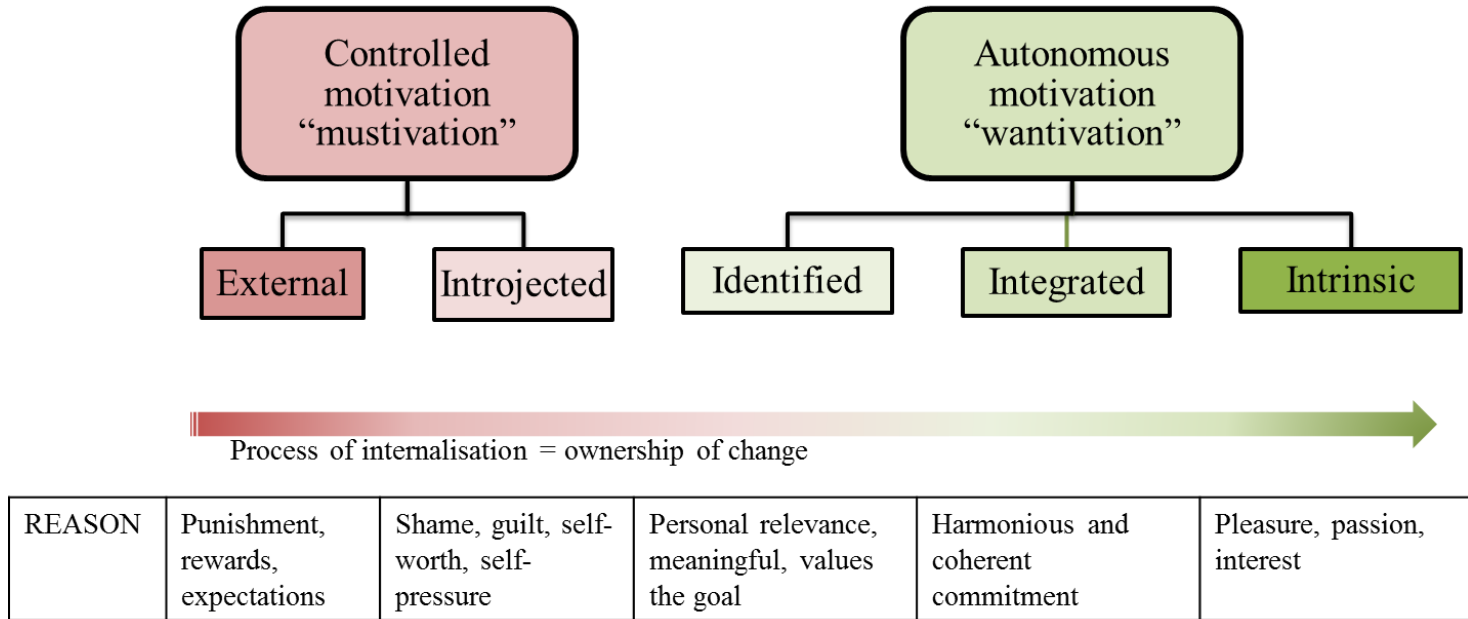 Controlled
motivation
“mustivation”
Autonomous
motivation
“wantivation”
External
Introjected
Identified
Integrated
Intrinsic
Process of internalisation = ownership of change
REASON
Punishment,
rewards,
expectations
Shame, guilt, self-
worth, self-
pressure
Personal relevance,
meaningful, values
the goal
Harmonious and
coherent
commitment
Pleasure, passion,
interest